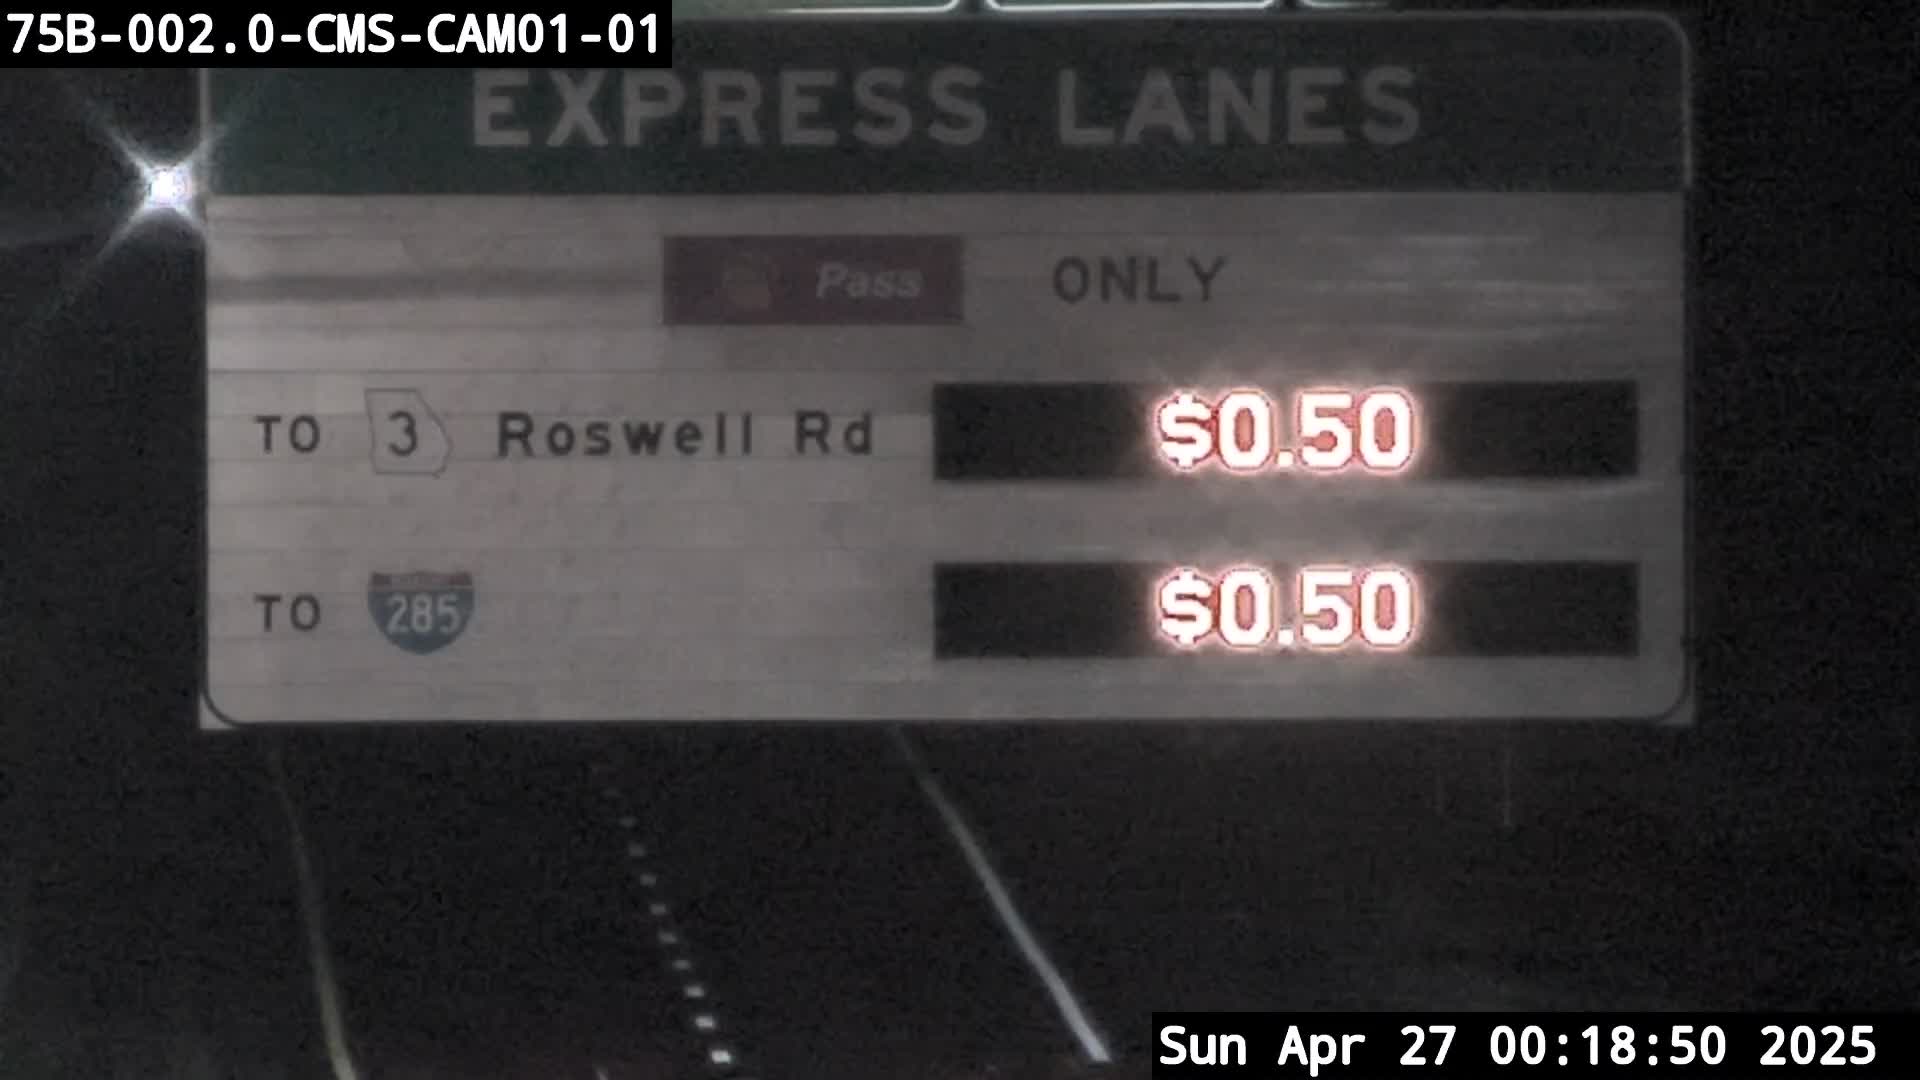 75B-002.0-CMS-CAM01-01
EXPRESS LANES
Pass ONLY
TO 3 Roswell Rd $0.50
TO 285 $0.50
Sun Apr 27 00:18:50 2025